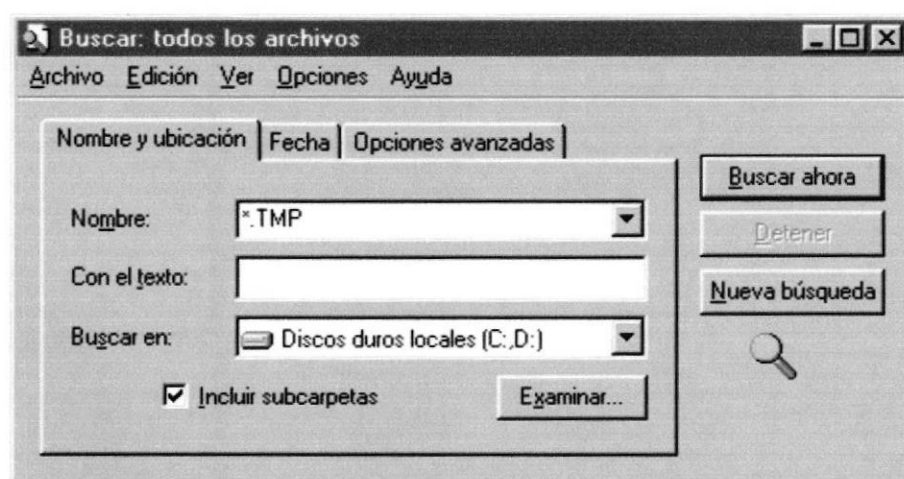 Buscar: todos los archivos
Archivo Edición Ver Opciones Ayuda
Nombre y ubicación Fecha Opciones avanzadas
Nombre: *.TMP
Con el texto:
Buscar en: Discos duros locales (C:,D:)
Incluir subcarpetas Examinar...
Buscar ahora
Detener
Nueva búsqueda